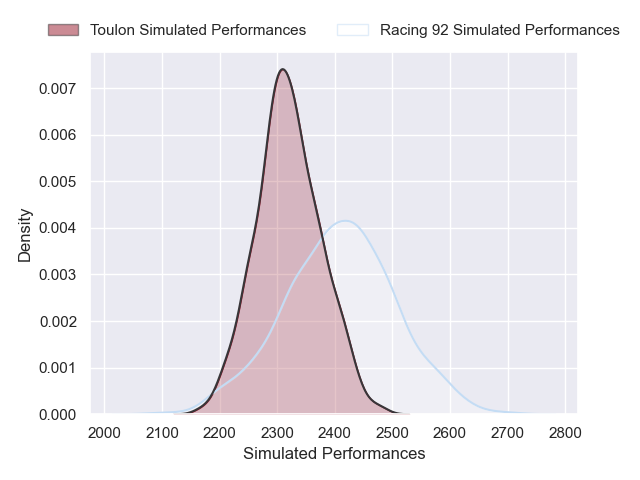 Toulon Simulated Performances Racing 92 Simulated Performances
0.007
0.006
0.005
0.004
0.003
0.002
0.001
0.000
Density
2000 2100 2200 2300 2400 2500 2600 2700 2800
Simulated Performances